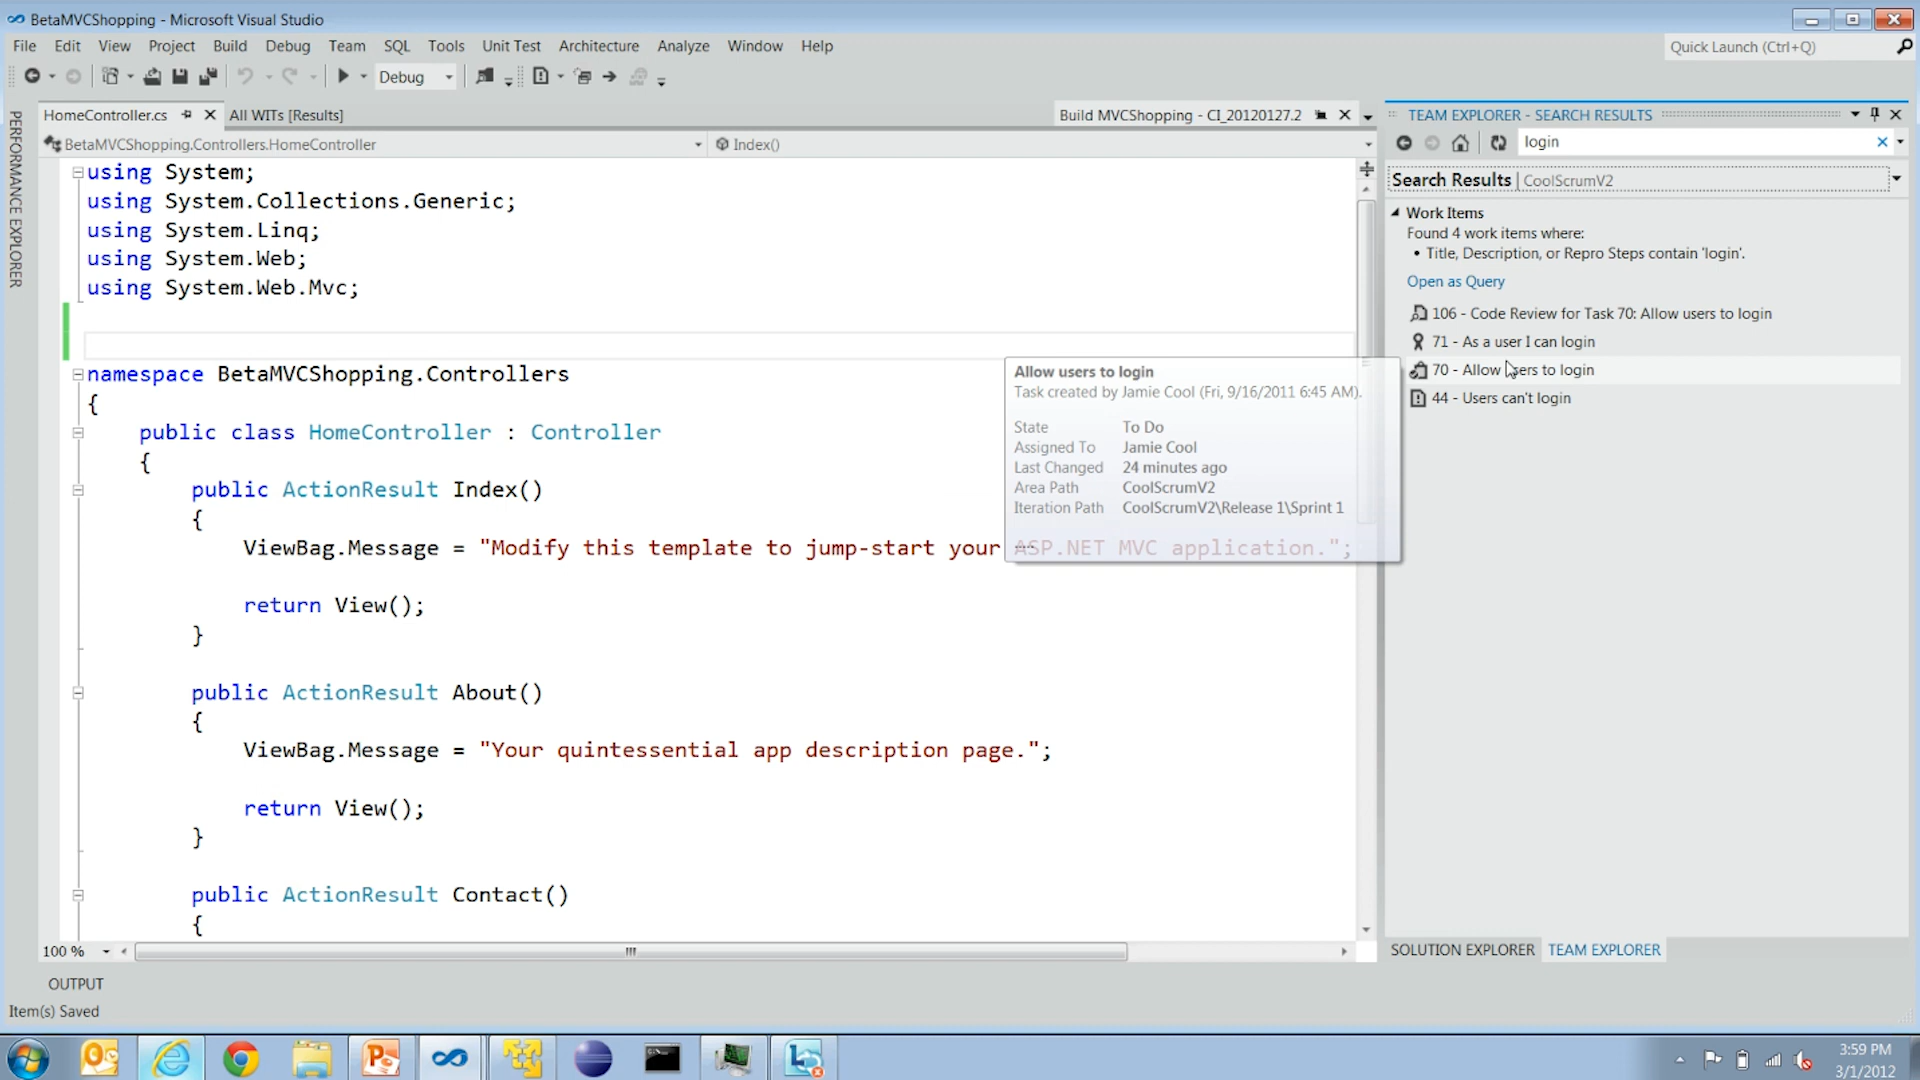 BetaMVCShopping - Microsoft Visual Studio
File Edit View Project Build Debug Team SQL Tools Unit Test Architecture Analyze Window Help
Quick Launch (Ctrl+Q)
Debug
PERFORMANCE EXPLORER
HomeController.cs
All WITs [Results]
Build MVCShopping - CI_20120127.2
BetaMVCShopping.Controllers.HomeController
Index()
using System;
using System.Collections.Generic;
using System.Linq;
using System.Web;
using System.Web.Mvc;
namespace BetaMVCShopping.Controllers
{
public class HomeController : Controller
{
public ActionResult Index()
{
ViewBag.Message = "Modify this template to jump-start your ASP.NET MVC application.";
return View();
}
public ActionResult About()
{
ViewBag.Message = "Your quintessential app description page.";
return View();
}
public ActionResult Contact()
{
100 %
Allow users to login
Task created by Jamie Cool (Fri, 9/16/2011 6:45 AM).
State To Do
Assigned To Jamie Cool
Last Changed 24 minutes ago
Area Path CoolScrumV2
Iteration Path CoolScrumV2\Release 1\Sprint 1
TEAM EXPLORER - SEARCH RESULTS
login
Search Results | CoolScrumV2
Work Items
Found 4 work items where:
• Title, Description, or Repro Steps contain 'login'.
Open as Query
106 - Code Review for Task 70: Allow users to login
71 - As a user I can login
70 - Allow users to login
44 - Users can't login
SOLUTION EXPLORER
TEAM EXPLORER
OUTPUT
Item(s) Saved
3:59 PM
3/1/2012